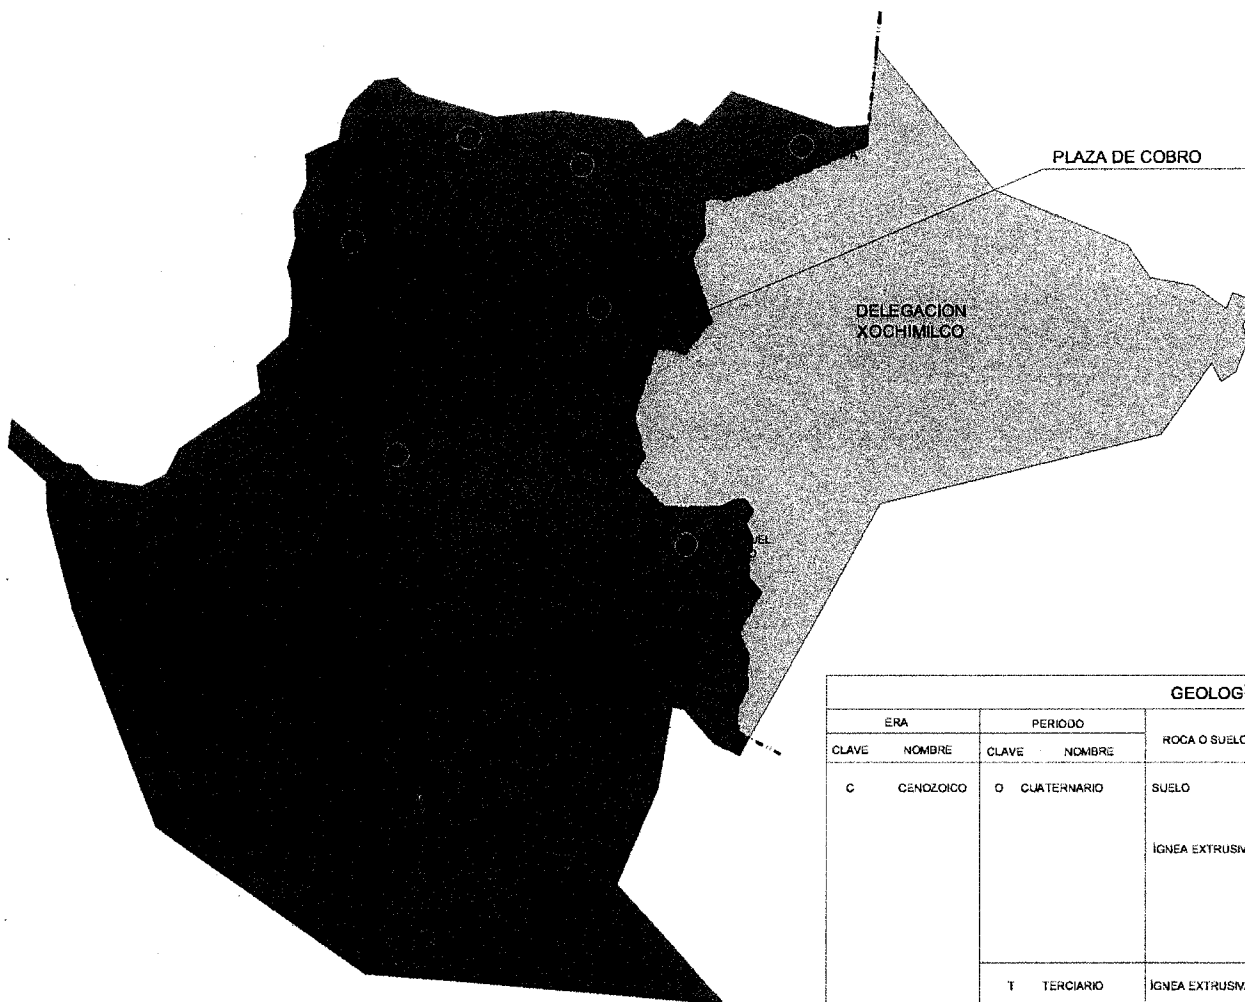 PLAZA DE COBRO
DELEGACION
XOCHIMILCO
UEL
GEOLOG
ERA PERIODO ROCA O SUELO
CLAVE NOMBRE CLAVE NOMBRE
C CENOZOICO O CUATERNARIO SUELO
ÍGNEA EXTRUSIV
T TERCIARIO ÍGNEA EXTRUSIV